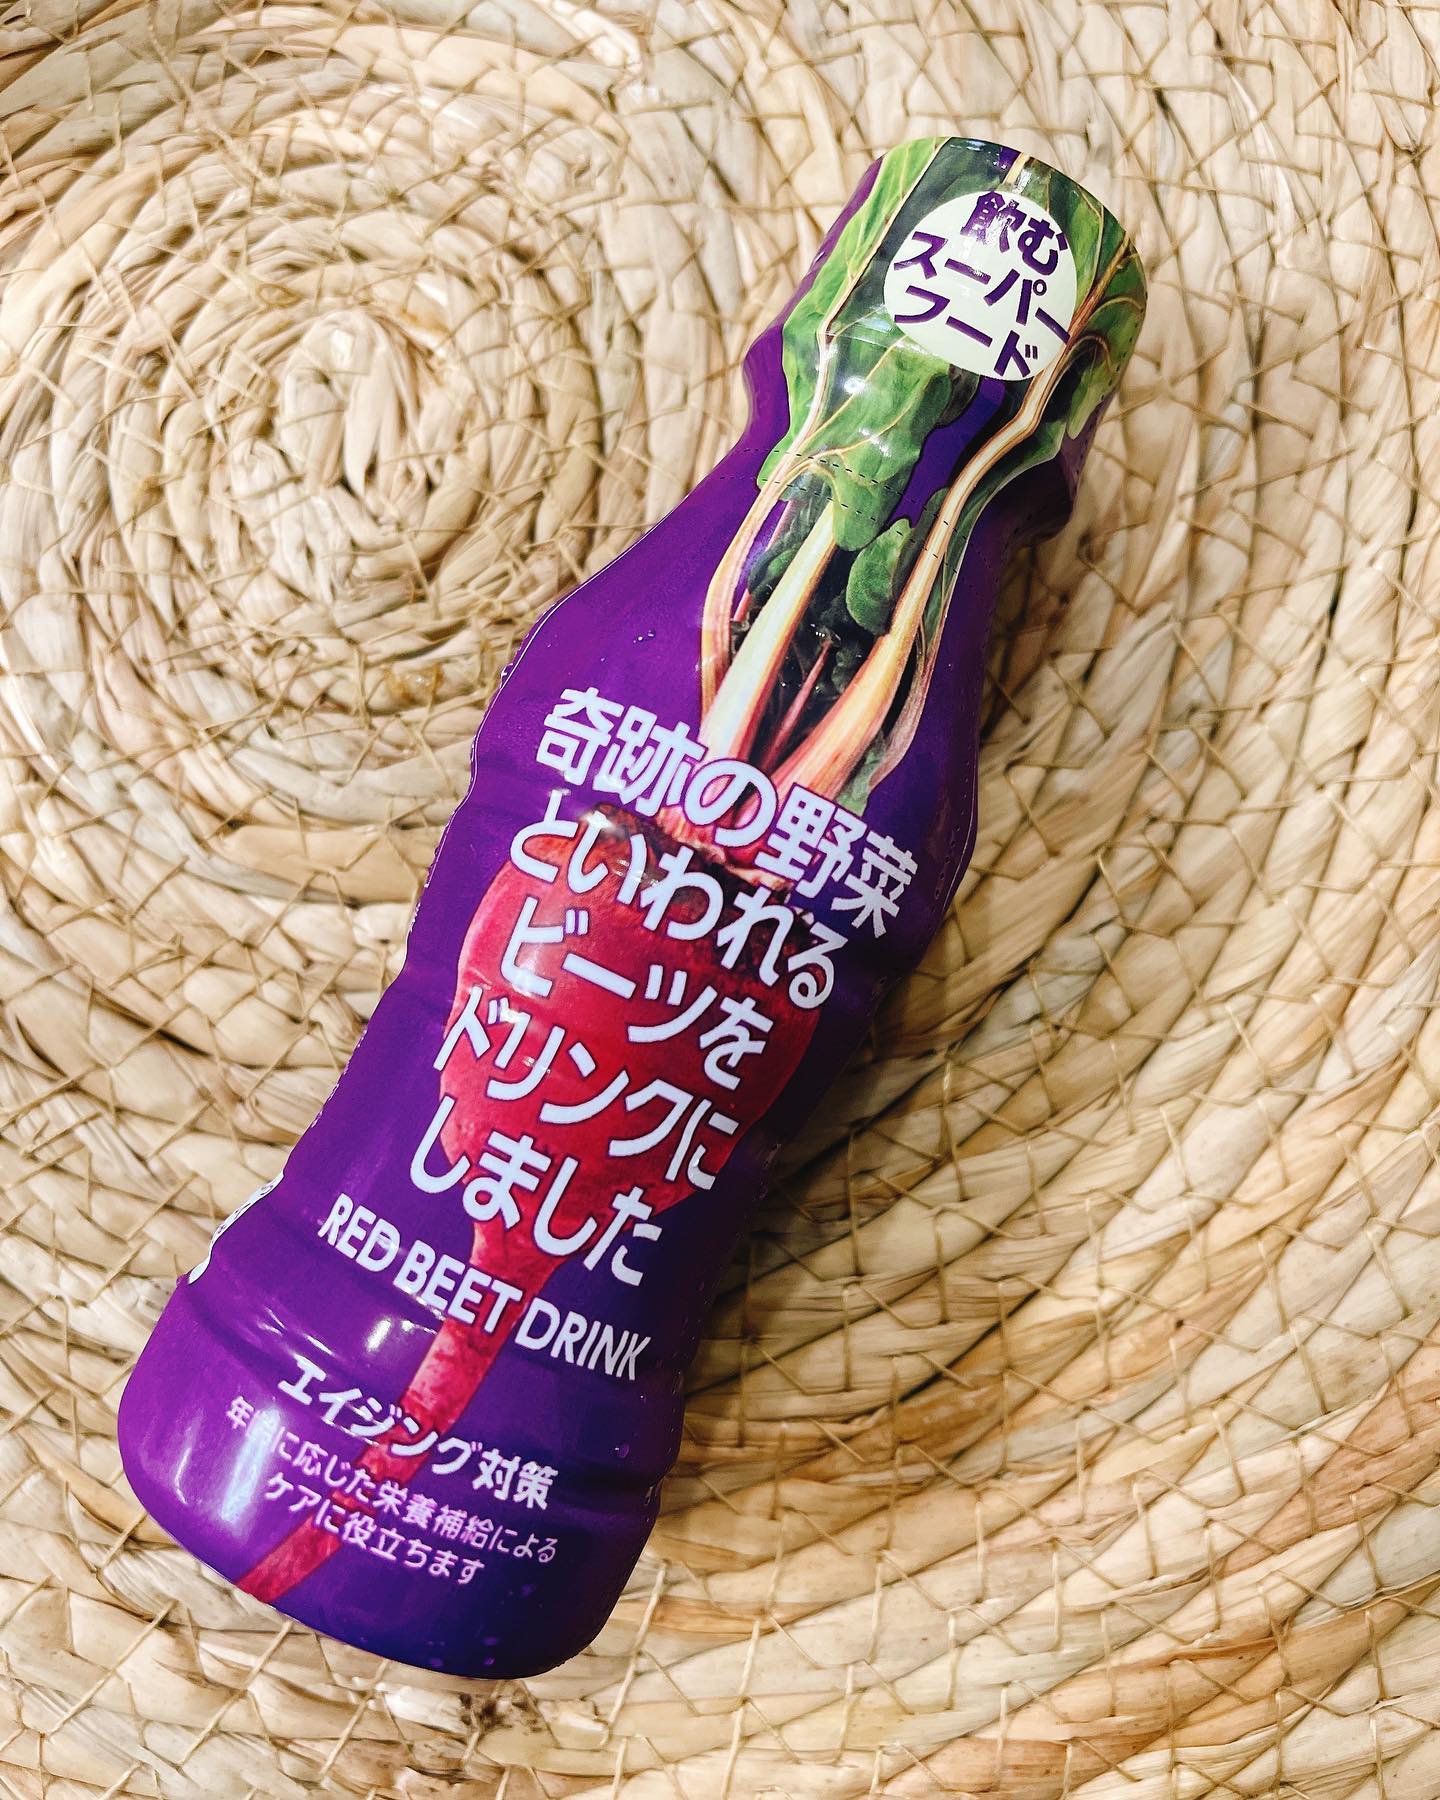 飲む
スーパー
フード
奇跡の野菜
といわれる
ビーツを
ドリンクに
しました
RED BEET DRINK
エイジング対策
年齢に応じた栄養補給による
ケアに役立ちます